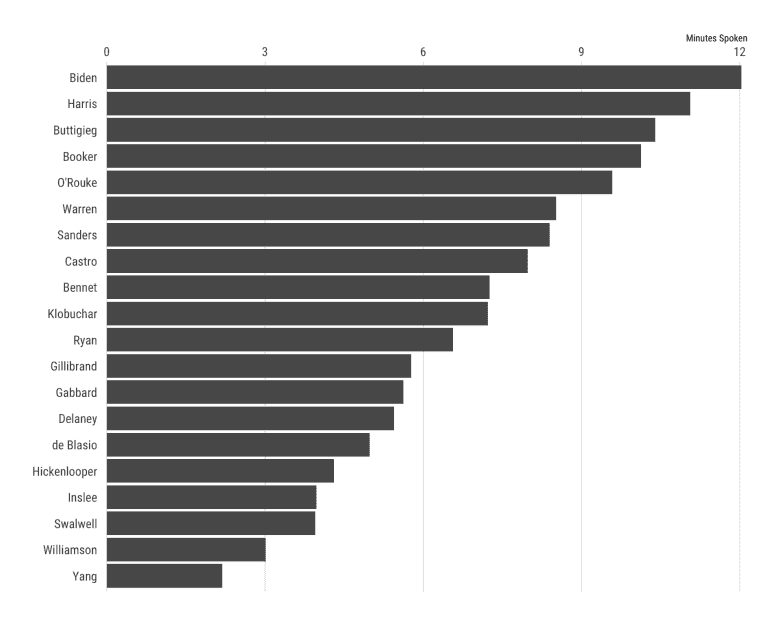 Minutes Spoken
0 3 6 9 12
Biden
Harris
Buttigieg
Booker
O'Rouke
Warren
Sanders
Castro
Bennet
Klobuchar
Ryan
Gillibrand
Gabbard
Delaney
de Blasio
Hickenlooper
Inslee
Swalwell
Williamson
Yang